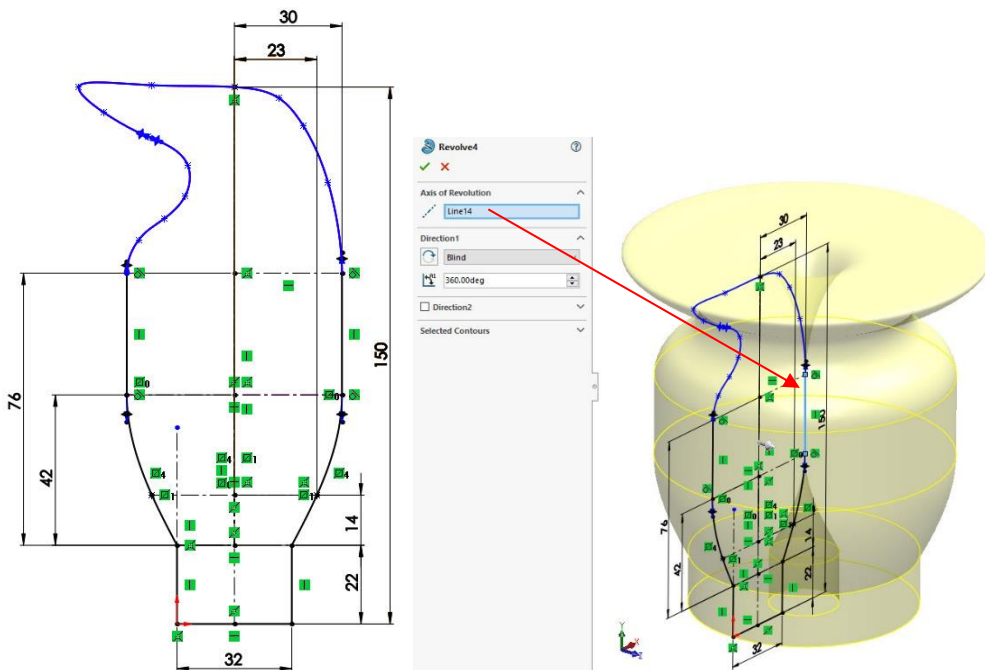 30
23
150
76
42
14
22
32
Revolve4
Axis of Revolution
Line14
Direction1
Blind
360.00deg
Direction2
Selected Contours
30
23
150
76
42
14
22
32
Y
X
Z